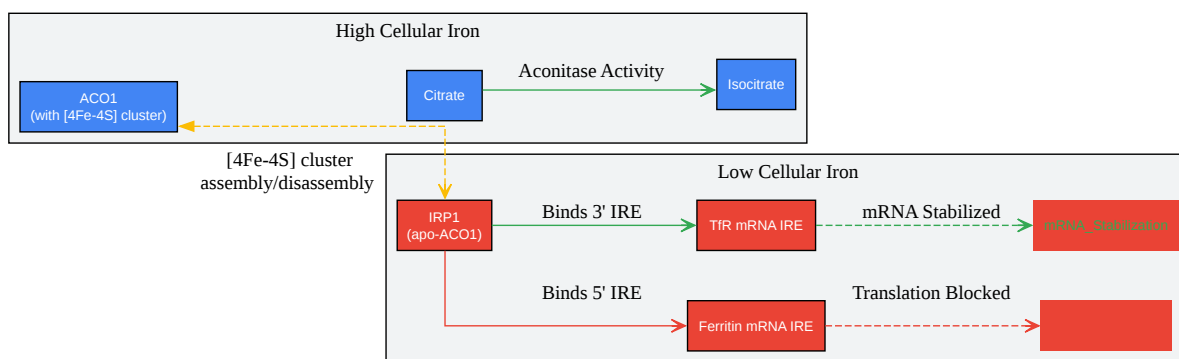 High Cellular Iron
Aconitase Activity
ACO1
(with [4Fe-4S] cluster)
Citrate
Isocitrate
[4Fe-4S] cluster
assembly/disassembly
Low Cellular Iron
Binds 3' IRE
mRNA Stabilized
IRP1
(apo-ACO1)
TfR mRNA IRE
mRNA_Stabilization
Binds 5' IRE
Translation Blocked
Ferritin mRNA IRE